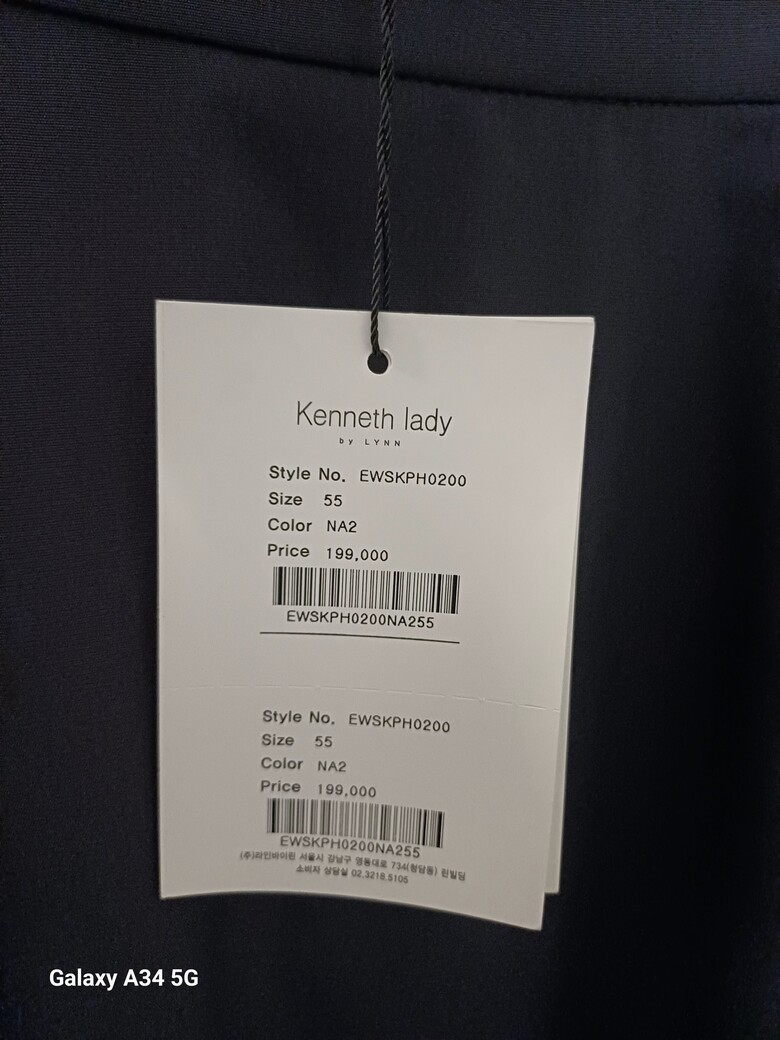 Kenneth lady
by LYNN
Style No. EWSKPH0200
Size 55
Color NA2
Price 199,000
EWSKPH0200NA255
Style No. EWSKPH0200
Size 55
Color NA2
Price 199,000
EWSKPH0200NA255
(주)라인바이린 서울시 강남구 영동대로 734(청담동) 린빌딩
소비자 상담실 02.3218.5105
Galaxy A34 5G